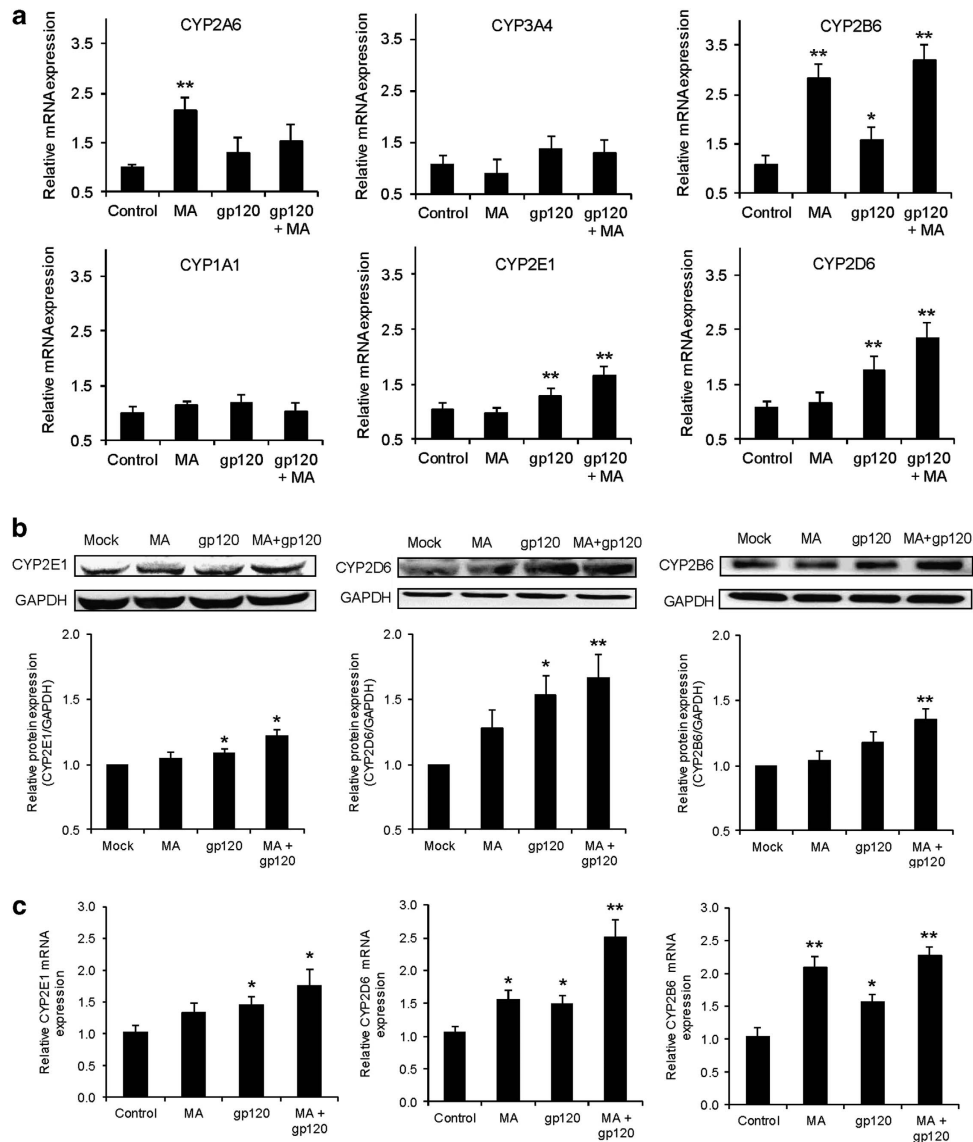 a
CYP2A6
Relative mRNA expression
3.5
2.5
1.5
0.5
**
Control MA gp120 gp120 + MA
CYP3A4
Relative mRNA expression
3.5
2.5
1.5
0.5
Control MA gp120 gp120 + MA
CYP2B6
Relative mRNA expression
3.5
2.5
1.5
0.5
** * **
Control MA gp120 gp120 + MA
CYP1A1
Relative mRNA expression
3.5
2.5
1.5
0.5
Control MA gp120 gp120 + MA
CYP2E1
Relative mRNA expression
3.5
2.5
1.5
0.5
** **
Control MA gp120 gp120 + MA
CYP2D6
Relative mRNA expression
3.5
2.5
1.5
0.5
** **
Control MA gp120 gp120 + MA
b
Mock MA gp120 MA+gp120
CYP2E1
GAPDH
Relative protein expression
(CYP2E1/GAPDH)
2.0
1.5
1.0
0.5
* *
Mock MA gp120 MA + gp120
Mock MA gp120 MA+gp120
CYP2D6
GAPDH
Relative protein expression
(CYP2D6/GAPDH)
2.0
1.5
1.0
0.5
* **
Mock MA gp120 MA + gp120
Mock MA gp120 MA+gp120
CYP2B6
GAPDH
Relative protein expression
(CYP2B6/GAPDH)
2.0
1.5
1.0
0.5
**
Mock MA gp120 MA + gp120
c
Relative CYP2E1 mRNA
expression
3.0
2.5
2.0
1.5
1.0
0.5
0.0
* *
Control MA gp120 MA + gp120
Relative CYP2D6 mRNA
expression
3.0
2.5
2.0
1.5
1.0
0.5
0.0
* * **
Control MA gp120 MA + gp120
Relative CYP2B6 mRNA
expression
3.0
2.5
2.0
1.5
1.0
0.5
0.0
** * **
Control MA gp120 MA + gp120